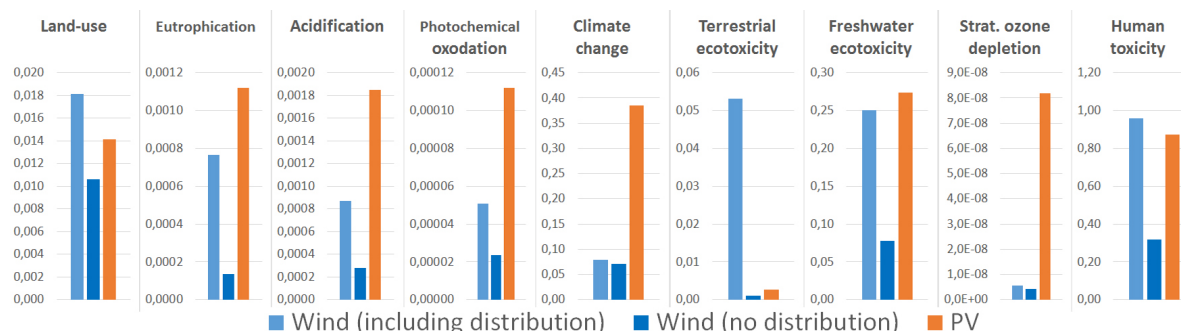 Land-use
0,020
0,018
0,016
0,014
0,012
0,010
0,008
0,006
0,004
0,002
0,000
Eutrophication
0,0012
0,0010
0,0008
0,0006
0,0004
0,0002
0,0000
Acidification
0,0020
0,0018
0,0016
0,0014
0,0012
0,0010
0,0008
0,0006
0,0004
0,0002
0,0000
Photochemical
oxodation
0,00012
0,00010
0,00008
0,00006
0,00004
0,00002
0,00000
Climate
change
0,45
0,40
0,35
0,30
0,25
0,20
0,15
0,10
0,05
0,00
Terrestrial
ecotoxicity
0,06
0,05
0,04
0,03
0,02
0,01
0,00
Freshwater
ecotoxicity
0,30
0,25
0,20
0,15
0,10
0,05
0,00
Strat. ozone
depletion
9,0E-08
8,0E-08
7,0E-08
6,0E-08
5,0E-08
4,0E-08
3,0E-08
2,0E-08
1,0E-08
0,0E+00
Human
toxicity
1,20
1,00
0,80
0,60
0,40
0,20
0,00
Wind (including distribution) Wind (no distribution) PV